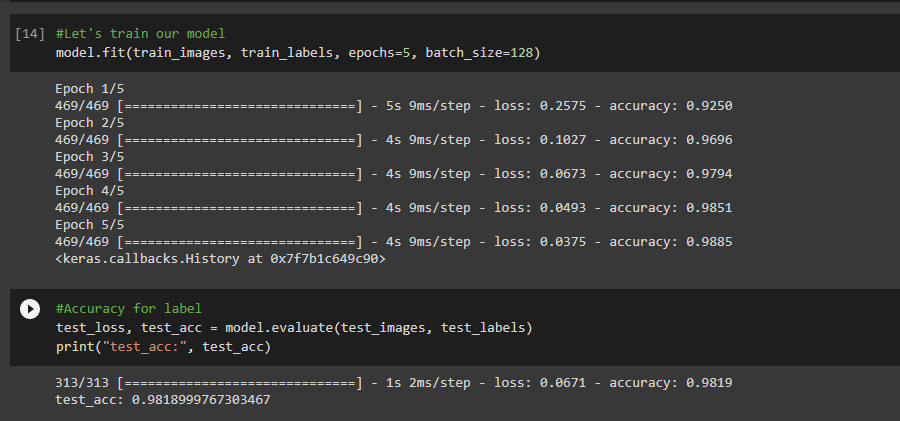 [14] #Let's train our model
model.fit(train_images, train_labels, epochs=5, batch_size=128)
Epoch 1/5
469/469 [==============================] - 5s 9ms/step - loss: 0.2575 - accuracy: 0.9250
Epoch 2/5
469/469 [==============================] - 4s 9ms/step - loss: 0.1027 - accuracy: 0.9696
Epoch 3/5
469/469 [==============================] - 4s 9ms/step - loss: 0.0673 - accuracy: 0.9794
Epoch 4/5
469/469 [==============================] - 4s 9ms/step - loss: 0.0493 - accuracy: 0.9851
Epoch 5/5
469/469 [==============================] - 4s 9ms/step - loss: 0.0375 - accuracy: 0.9885
<keras.callbacks.History at 0x7f7b1c649c90>
#Accuracy for label
test_loss, test_acc = model.evaluate(test_images, test_labels)
print("test_acc:", test_acc)
313/313 [==============================] - 1s 2ms/step - loss: 0.0671 - accuracy: 0.9819
test_acc: 0.9818999767303467